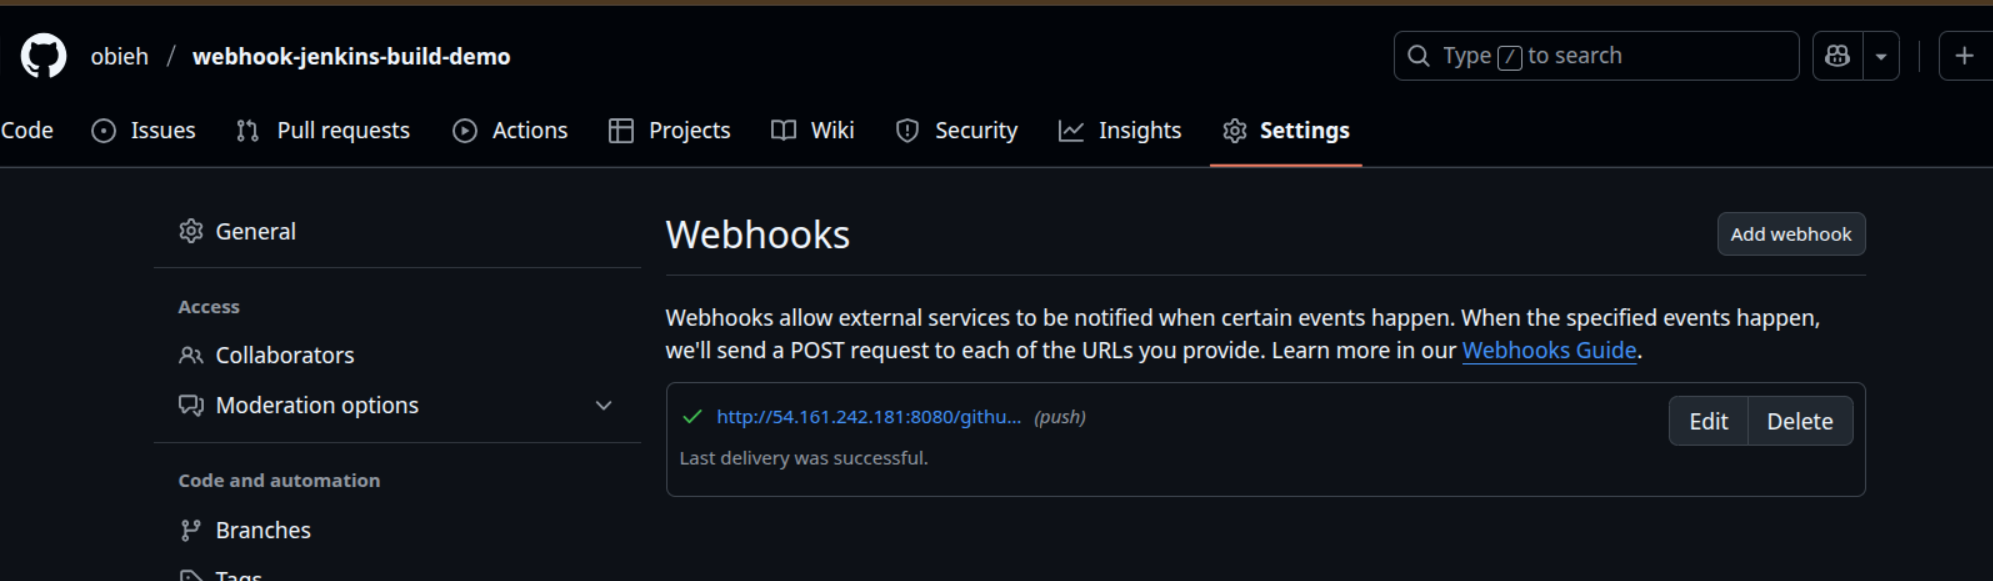 obieh / webhook-jenkins-build-demo
Type / to search
Code Issues Pull requests Actions Projects Wiki Security Insights Settings
General
Access
Collaborators
Moderation options
Code and automation
Branches
Tags
Webhooks
Add webhook
Webhooks allow external services to be notified when certain events happen. When the specified events happen,
we'll send a POST request to each of the URLs you provide. Learn more in our Webhooks Guide.
http://54.161.242.181:8080/githu... (push)
Edit Delete
Last delivery was successful.